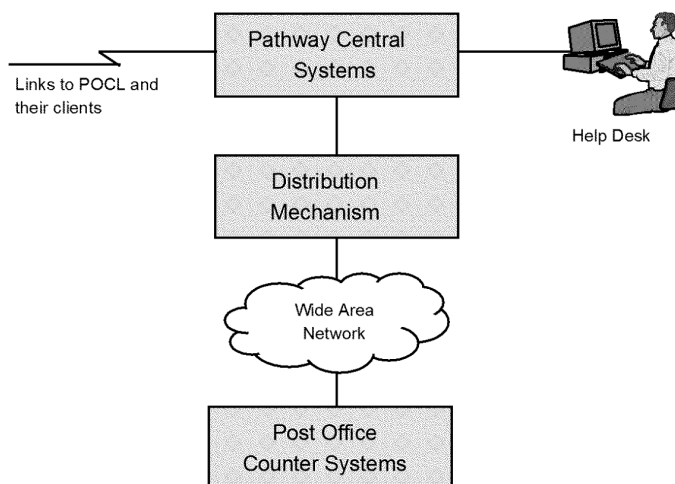 Pathway Central
Systems
Links to POCL and
their clients
Help Desk
Distribution
Mechanism
Wide Area
Network
Post Office
Counter Systems